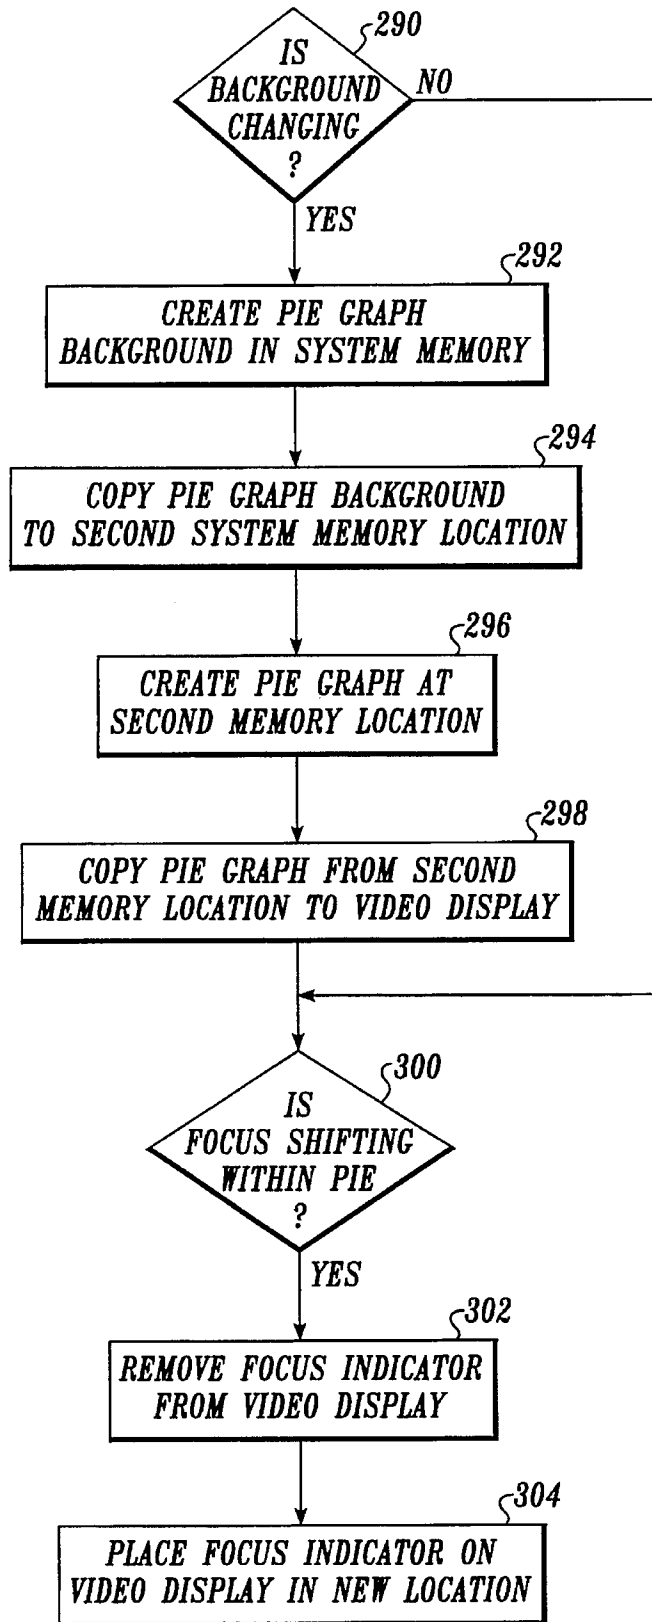 290
IS
BACKGROUND
CHANGING
?
NO
YES
292
CREATE PIE GRAPH
BACKGROUND IN SYSTEM MEMORY
294
COPY PIE GRAPH BACKGROUND
TO SECOND SYSTEM MEMORY LOCATION
296
CREATE PIE GRAPH AT
SECOND MEMORY LOCATION
298
COPY PIE GRAPH FROM SECOND
MEMORY LOCATION TO VIDEO DISPLAY
300
IS
FOCUS SHIFTING
WITHIN PIE
?
YES
302
REMOVE FOCUS INDICATOR
FROM VIDEO DISPLAY
304
PLACE FOCUS INDICATOR ON
VIDEO DISPLAY IN NEW LOCATION